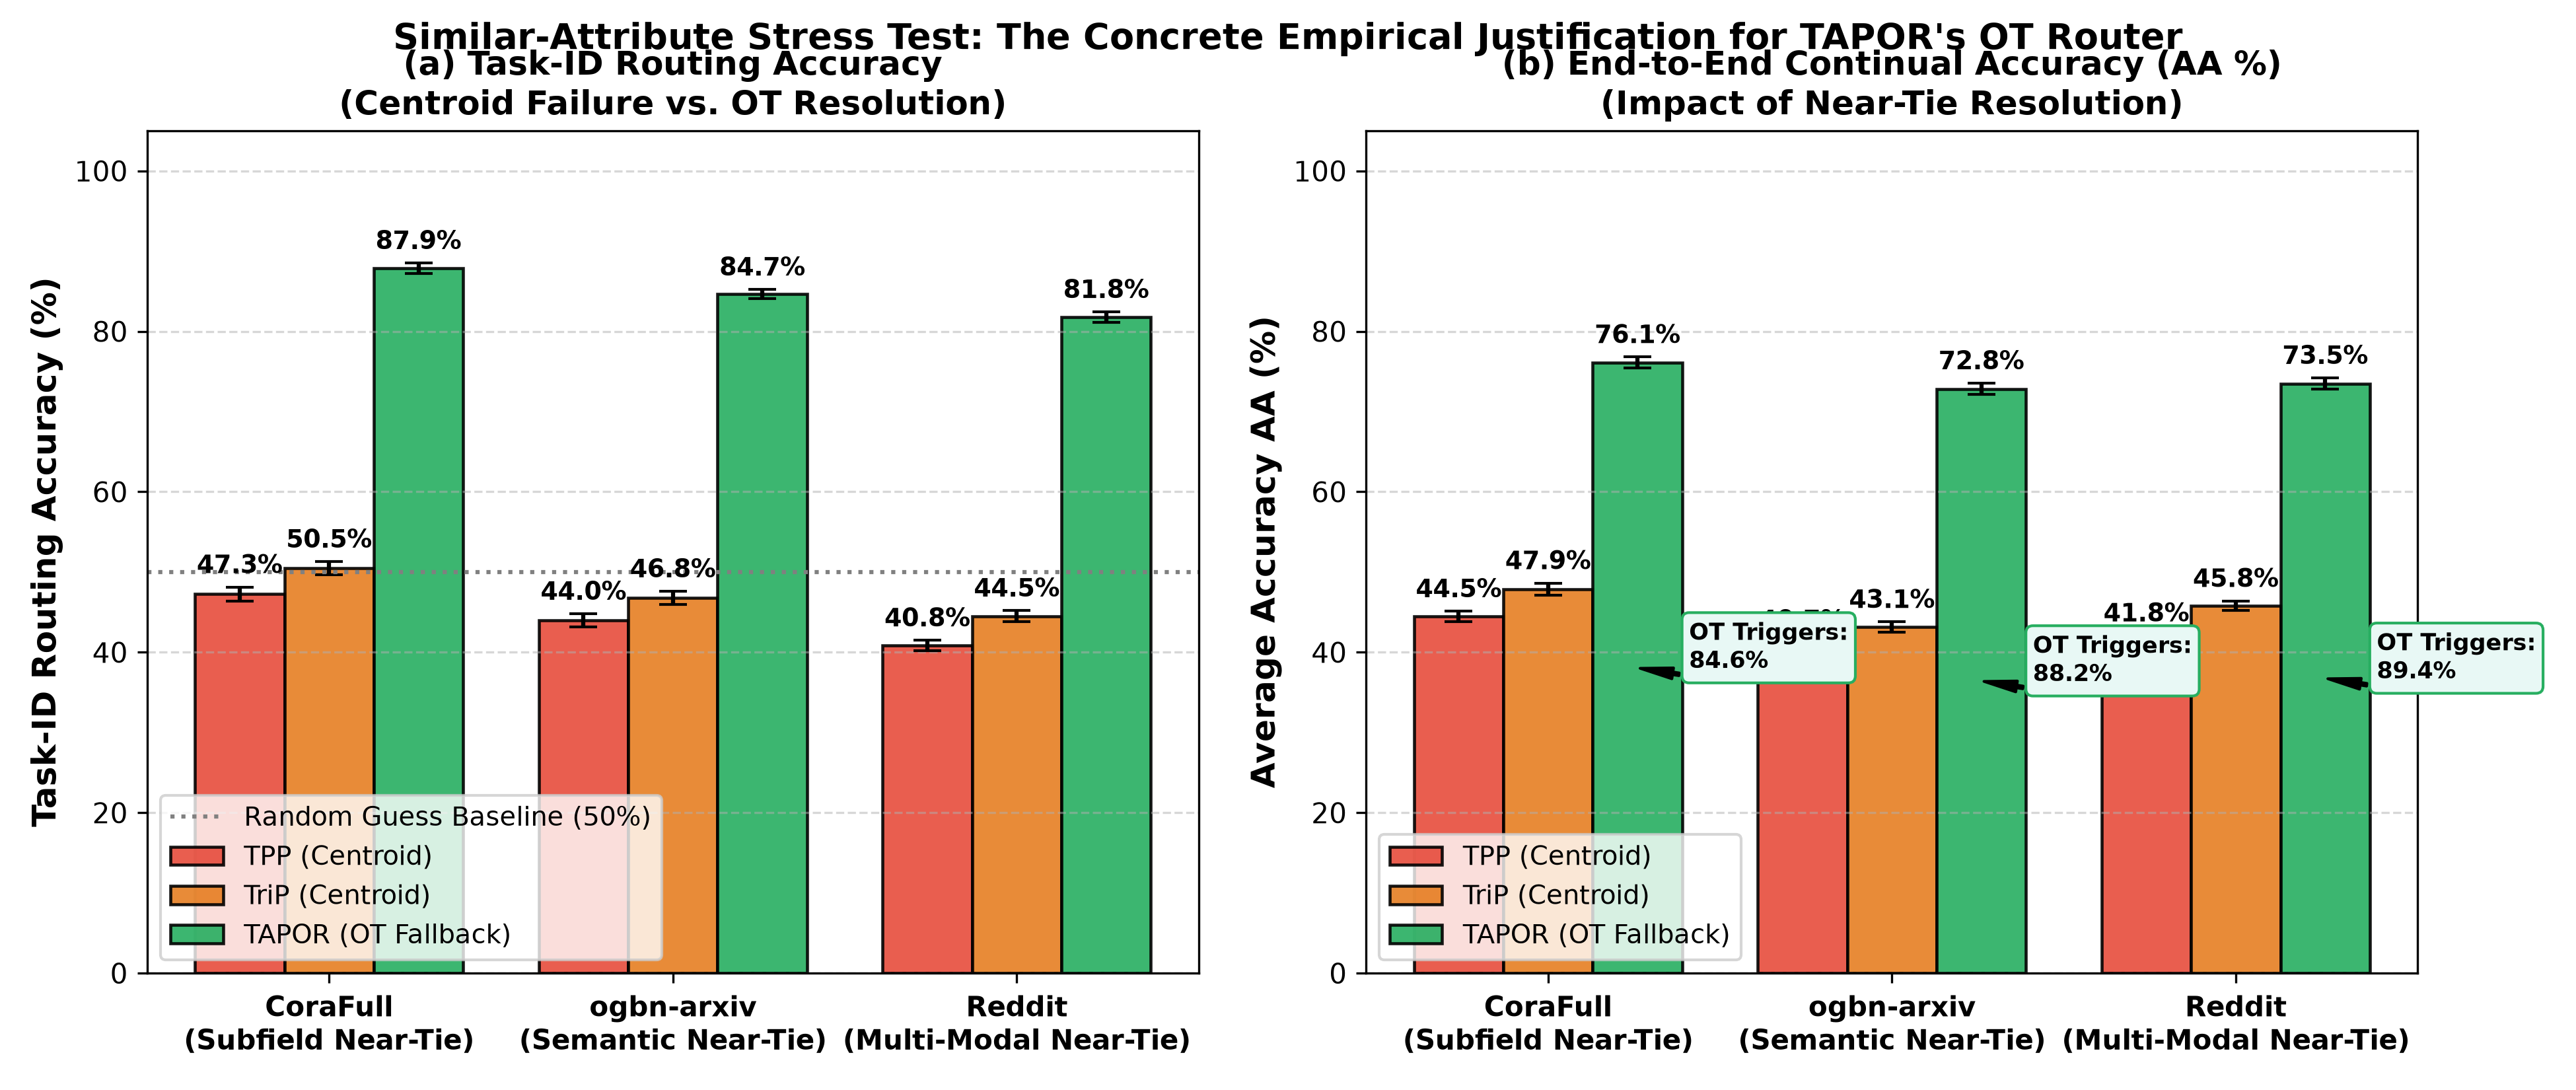 Similar-Attribute Stress Test: The Concrete Empirical Justification for TAPOR's OT Router
(a) Task-ID Routing Accuracy
(Centroid Failure vs. OT Resolution)
Task-ID Routing Accuracy (%)
100
80
60
40
20
0
87.9%
84.7%
81.8%
47.3%
50.5%
44.0%
46.8%
40.8%
44.5%
Random Guess Baseline (50%)
TPP (Centroid)
TriP (Centroid)
TAPOR (OT Fallback)
CoraFull
(Subfield Near-Tie)
ogbn-arxiv
(Semantic Near-Tie)
Reddit
(Multi-Modal Near-Tie)
(b) End-to-End Continual Accuracy (AA %)
(Impact of Near-Tie Resolution)
Average Accuracy AA (%)
100
80
60
40
20
0
76.1%
72.8%
73.5%
44.5%
47.9%
43.1%
41.8%
45.8%
OT Triggers:
84.6%
OT Triggers:
88.2%
OT Triggers:
89.4%
TPP (Centroid)
TriP (Centroid)
TAPOR (OT Fallback)
CoraFull
(Subfield Near-Tie)
ogbn-arxiv
(Semantic Near-Tie)
Reddit
(Multi-Modal Near-Tie)